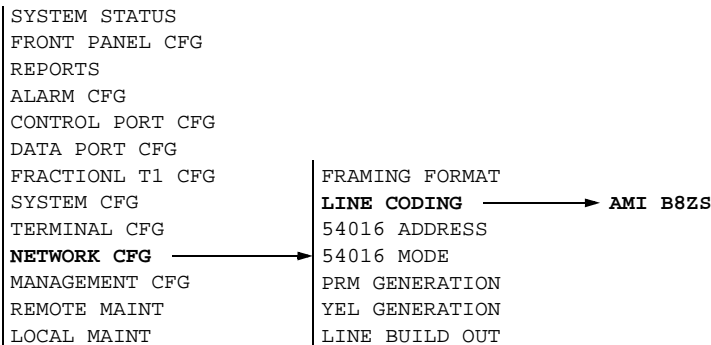 SYSTEM STATUS
FRONT PANEL CFG
REPORTS
ALARM CFG
CONTROL PORT CFG
DATA PORT CFG
FRACTIONL T1 CFG
SYSTEM CFG
TERMINAL CFG
NETWORK CFG
MANAGEMENT CFG
REMOTE MAINT
LOCAL MAINT
FRAMING FORMAT
LINE CODING
54016 ADDRESS
54016 MODE
PRM GENERATION
YEL GENERATION
LINE BUILD OUT
AMI B8ZS